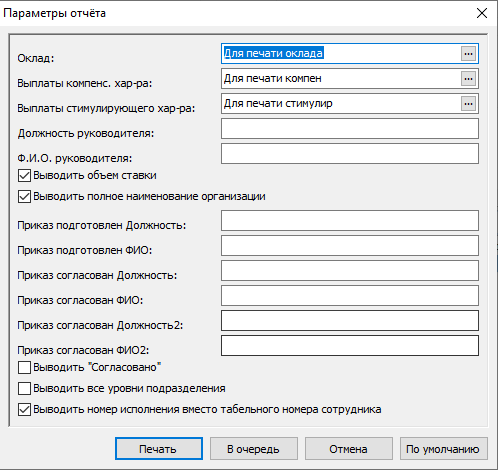 Параметры отчёта
Оклад: Для печати оклада ...
Выплаты компенс. хар-ра: Для печати компен ...
Выплаты стимулирующего хар-ра: Для печати стимулир ...
Должность руководителя:
Ф.И.О. руководителя:
Выводить объем ставки
Выводить полное наименование организации
Приказ подготовлен Должность:
Приказ подготовлен ФИО:
Приказ согласован Должность:
Приказ согласован ФИО:
Приказ согласован Должность2:
Приказ согласован ФИО2:
Выводить "Согласовано"
Выводить все уровни подразделения
Выводить номер исполнения вместо табельного номера сотрудника
Печать В очередь Отмена По умолчанию